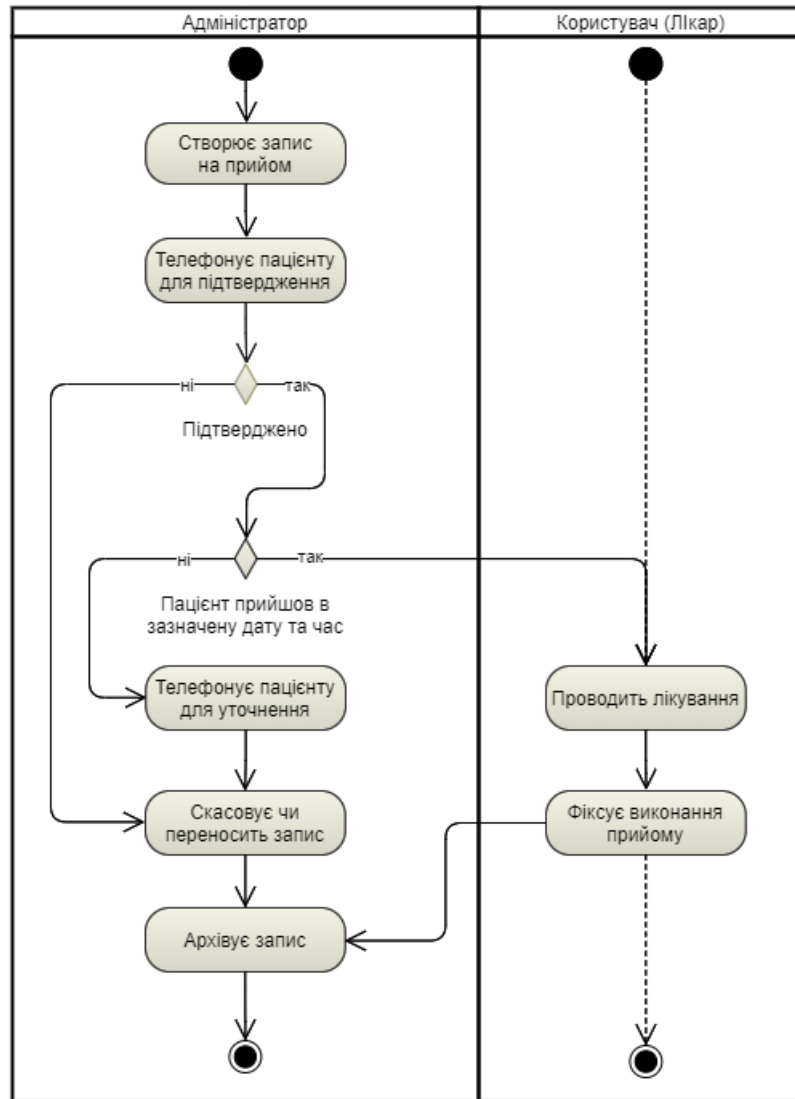 Адміністратор
Користувач (ЛІкар)
Створює запис
на прийом
Телефонує пацієнту
для підтвердження
ні
так
Підтверджено
ні
так
Пацієнт прийшов в
зазначену дату та час
Телефонує пацієнту
для уточнення
Проводить лікування
Скасовує чи
переносить запис
Фіксує виконання
прийому
Архівує запис